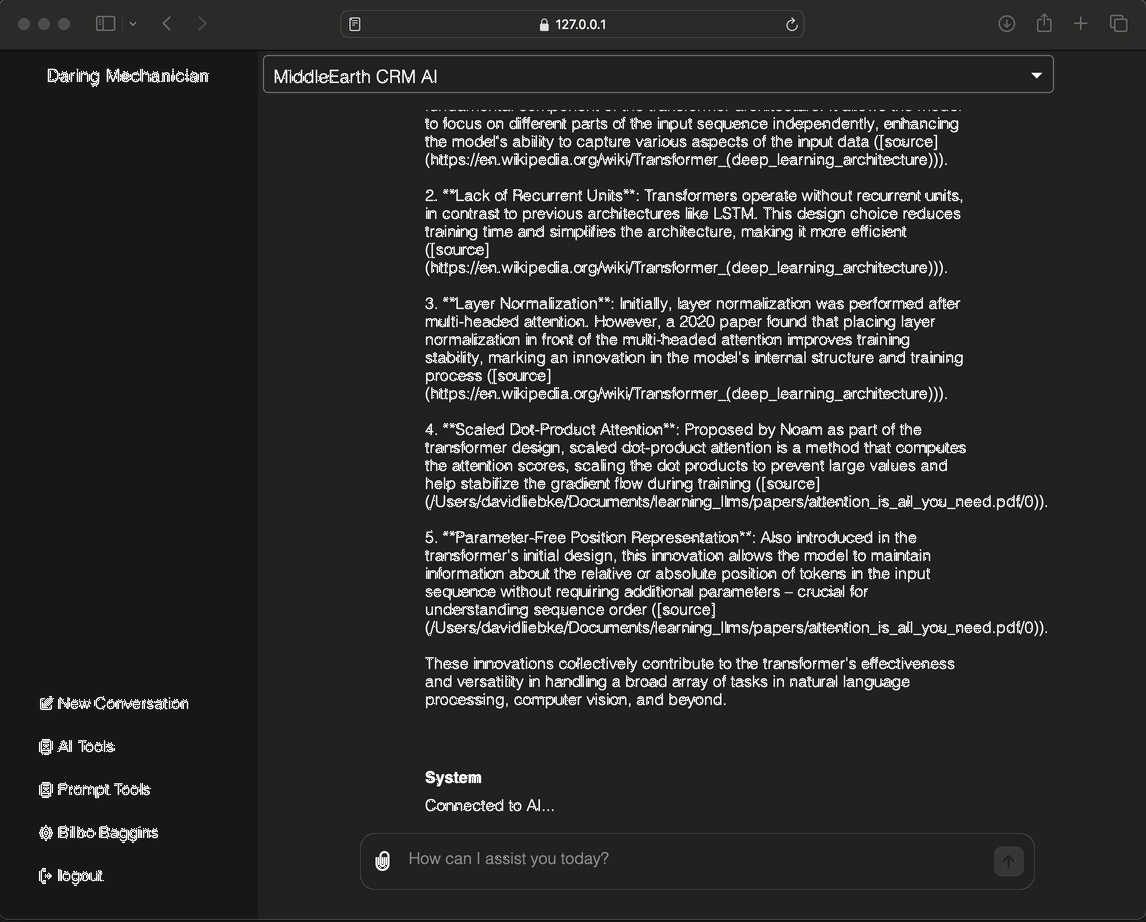 127.0.0.1
Daring Mechanician
MiddleEarth CRM AI
fundamental component of the transformer architecture. It allows the model
to focus on different parts of the input sequence independently, enhancing
the model's ability to capture various aspects of the input data ([source]
(https://en.wikipedia.org/wiki/Transformer_(deep_learning_architecture))).
2. **Lack of Recurrent Units**: Transformers operate without recurrent units,
in contrast to previous architectures like LSTM. This design choice reduces
training time and simplifies the architecture, making it more efficient
([source]
(https://en.wikipedia.org/wiki/Transformer_(deep_learning_architecture))).
3. **Layer Normalization**: Initially, layer normalization was performed after
multi-headed attention. However, a 2020 paper found that placing layer
normalization in front of the multi-headed attention improves training
stability, marking an innovation in the model's internal structure and training
process ([source]
(https://en.wikipedia.org/wiki/Transformer_(deep_learning_architecture))).
4. **Scaled Dot-Product Attention**: Proposed by Noam as part of the
transformer design, scaled dot-product attention is a method that computes
the attention scores, scaling the dot products to prevent large values and
help stabilize the gradient flow during training ([source]
(/Users/davidliebke/Documents/learning_llms/papers/attention_is_all_you_need.pdf/0)).
5. **Parameter-Free Position Representation**: Also introduced in the
transformer's initial design, this innovation allows the model to maintain
information about the relative or absolute position of tokens in the input
sequence without requiring additional parameters – crucial for
understanding sequence order ([source]
(/Users/davidliebke/Documents/learning_llms/papers/attention_is_all_you_need.pdf/0)).
These innovations collectively contribute to the transformer's effectiveness
and versatility in handling a broad array of tasks in natural language
processing, computer vision, and beyond.
System
Connected to AI...
How can I assist you today?
New Conversation
AI Tools
Prompt Tools
Bilbo Baggins
logout